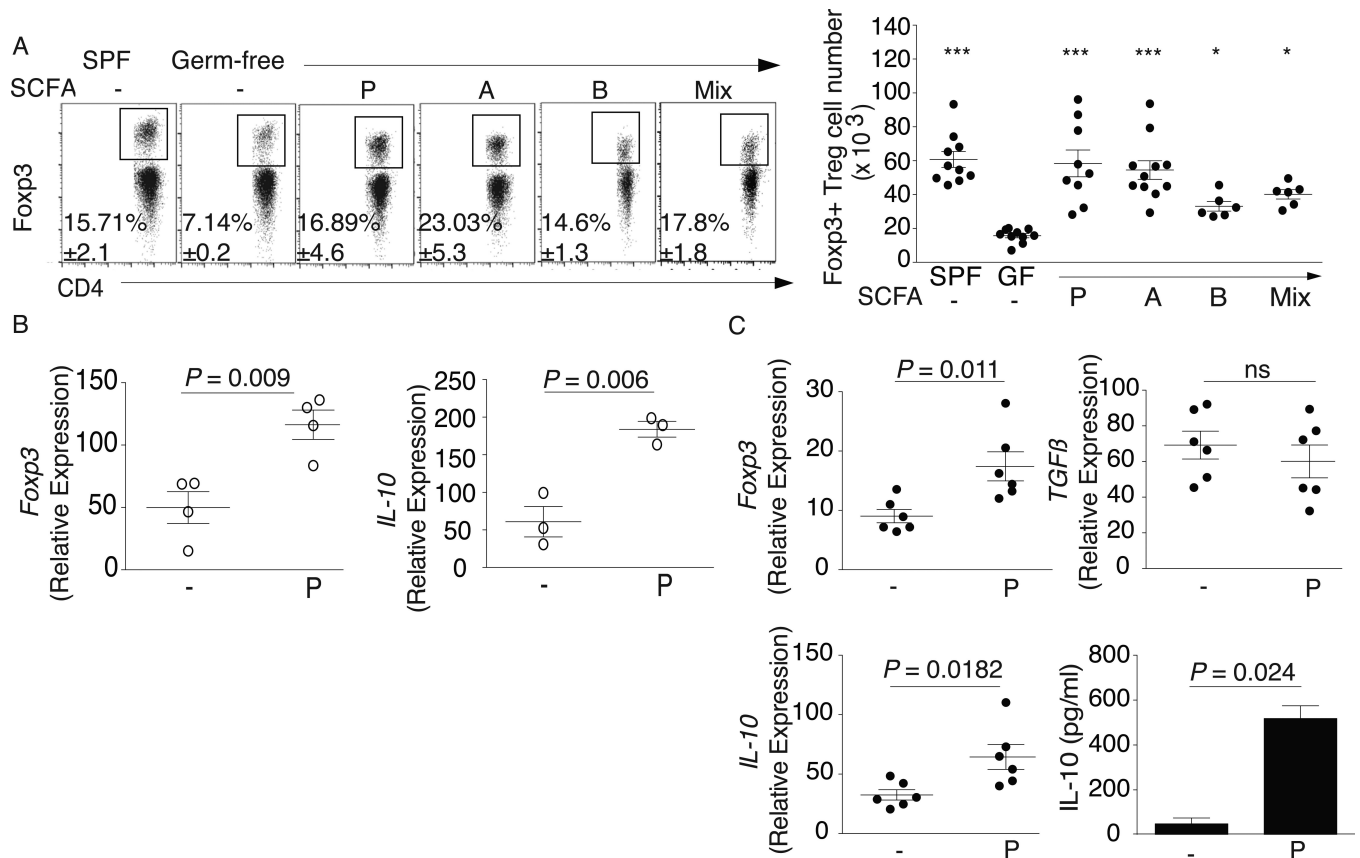 A
SPF Germ-free
SCFA - - P A B Mix
Foxp3
15.71% 7.14% 16.89% 23.03% 14.6% 17.8%
±2.1 ±0.2 ±4.6 ±5.3 ±1.3 ±1.8
CD4
Foxp3+ Treg cell number
(x 10 3)
140
120
100
80
60
40
20
0
*** *** *** * *
SPF GF
SCFA - - P A B Mix
B
Foxp3
(Relative Expression)
150
100
50
0
P = 0.009
- P
IL-10
(Relative Expression)
250
200
150
100
50
0
P = 0.006
- P
C
Foxp3
(Relative Expression)
30
20
10
0
P = 0.011
- P
TGFß
(Relative Expression)
100
80
60
40
20
0
ns
- P
IL-10
(Relative Expression)
150
100
50
0
P = 0.0182
- P
IL-10 (pg/ml)
800
600
400
200
0
P = 0.024
- P